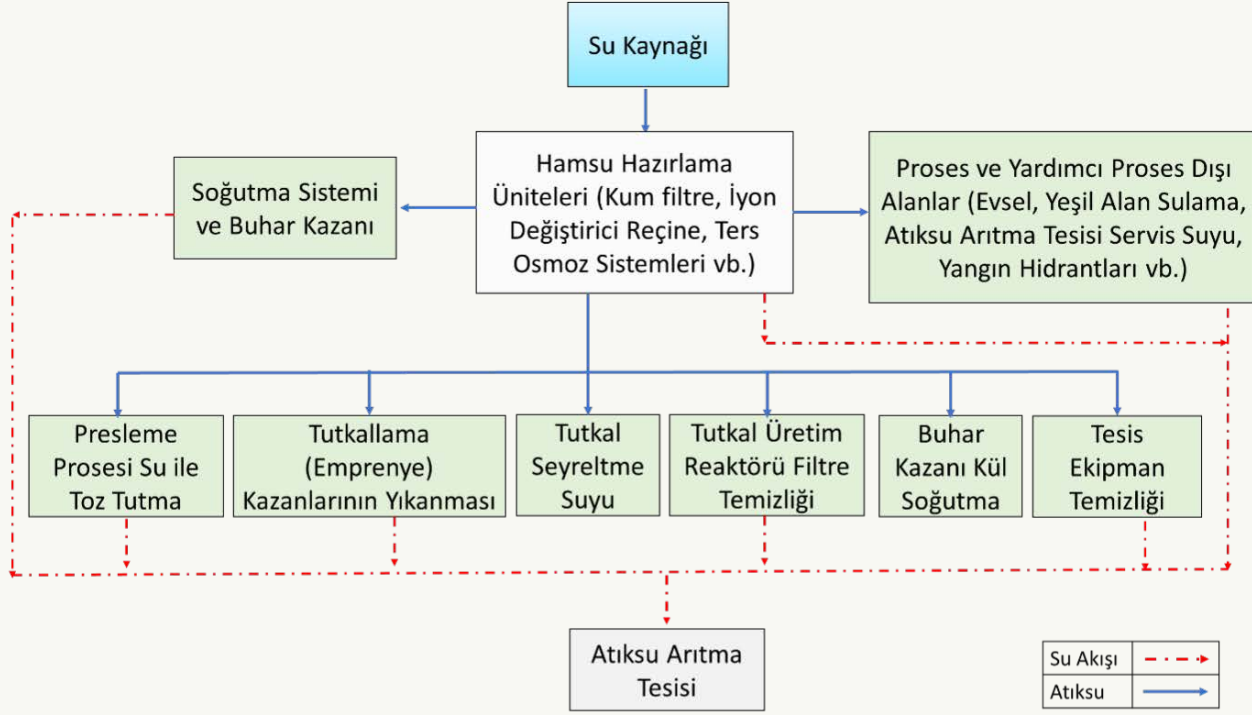 Su Kaynağı
Hamsu Hazırlama
Üniteleri (Kum filtre, İyon
Değiştirici Reçine, Ters
Osmoz Sistemleri vb.)
Soğutma Sistemi
ve Buhar Kazanı
Proses ve Yardımcı Proses Dışı
Alanlar (Evsel, Yeşil Alan Sulama,
Atıksu Arıtma Tesisi Servis Suyu,
Yangın Hidrantları vb.)
Presleme
Prosesi Su ile
Toz Tutma
Tutkallama
(Emprenye)
Kazanlarının Yıkanması
Tutkal
Seyreltme
Suyu
Tutkal Üretim
Reaktörü Filtre
Temizliği
Buhar
Kazanı Kül
Soğutma
Tesis
Ekipman
Temizliği
Atıksu Arıtma
Tesisi
Su Akışı
Atıksu